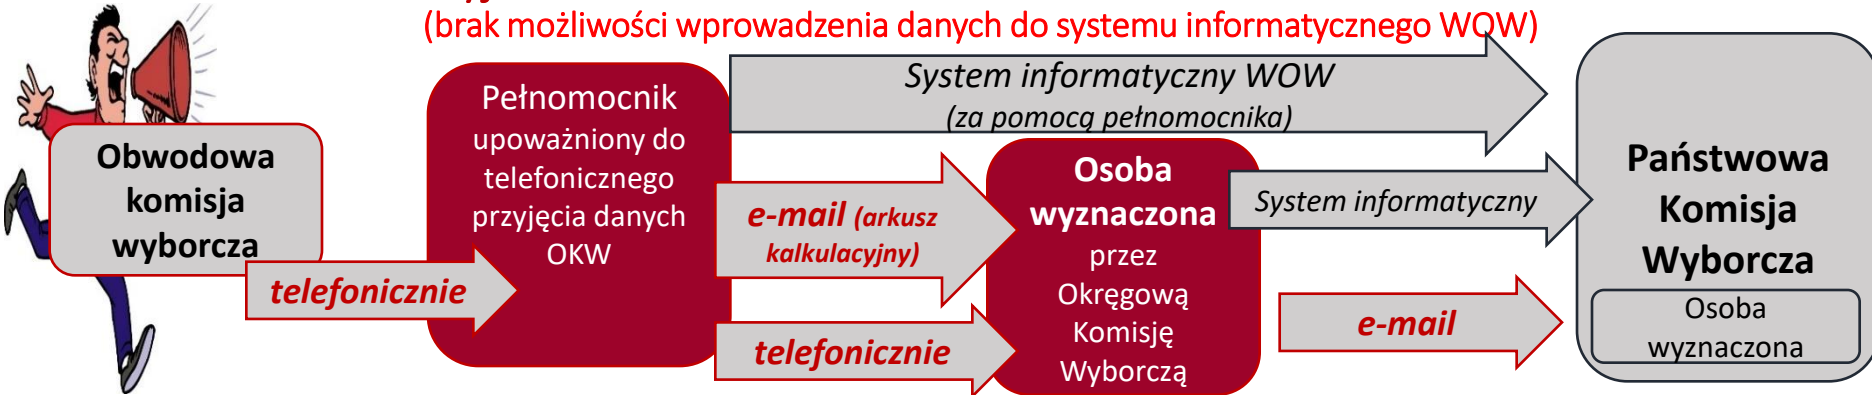 (brak możliwości wprowadzenia danych do systemu informatycznego WOW)
Obwodowa
komisja
wyborcza
telefonicznie
Pełnomocnik
upoważniony do
telefonicznego
przyjęcia danych
OKW
System informatyczny WOW
(za pomocą pełnomocnika)
e-mail (arkusz
kalkulacyjny)
telefonicznie
Osoba
wyznaczona
przez
Okręgową
Komisję
Wyborczą
System informatyczny
e-mail
Państwowa
Komisja
Wyborcza
Osoba
wyznaczona